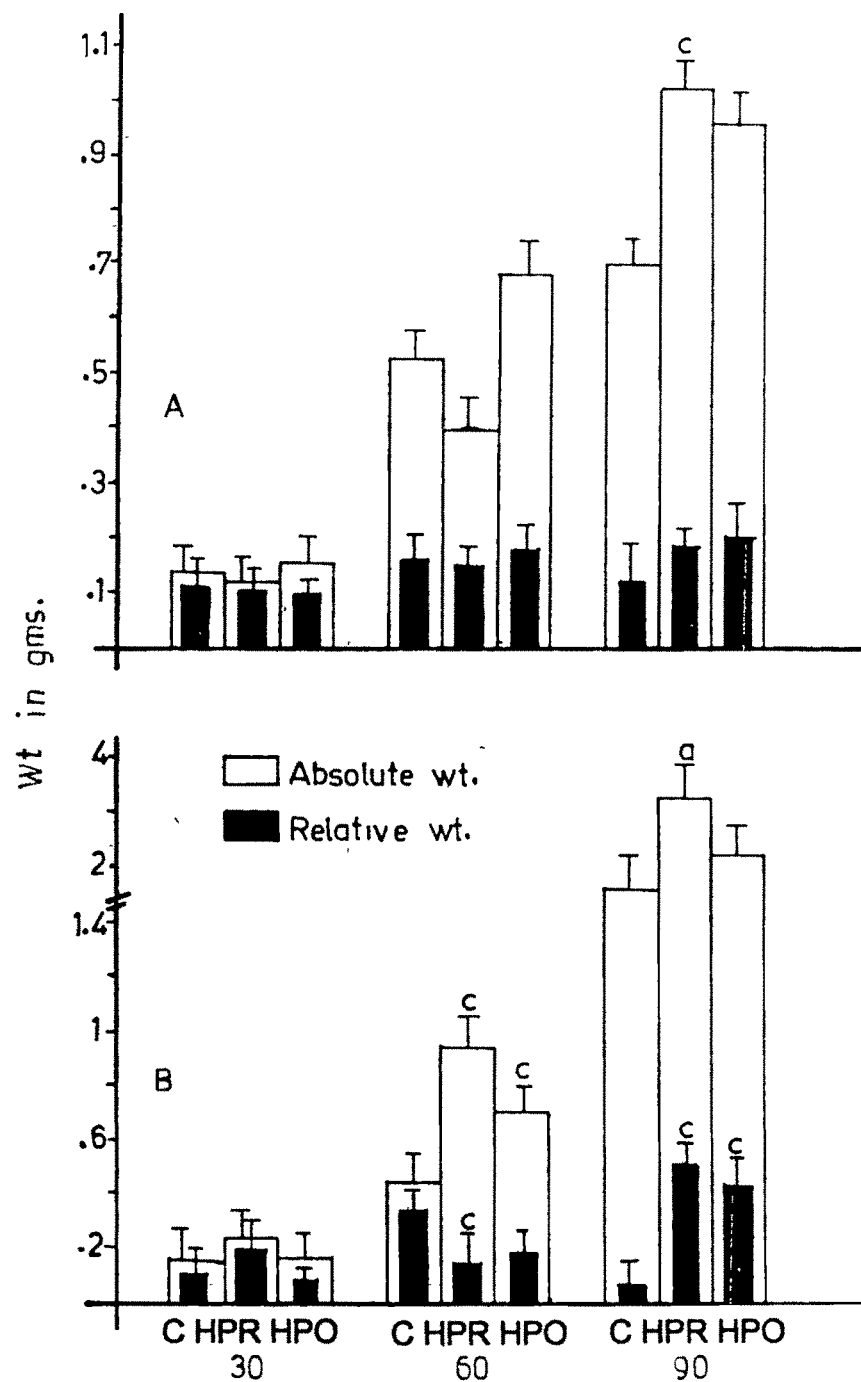 Wt in gms.
1.1
.9
.7
.5
.3
.1
A
c
4
2
1.4
1
.6
.2
B
Absolute wt.
Relative wt.
c
c
c
a
c
c
C HPR HPO
C HPR HPO
C HPR HPO
30
60
90